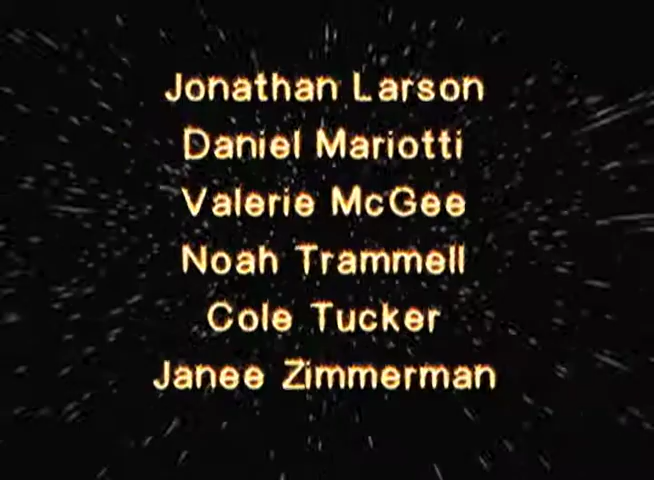 Jonathan Larson
Daniel Mariotti
Valerie McGee
Noah Trammell
Cole Tucker
Janee Zimmerman